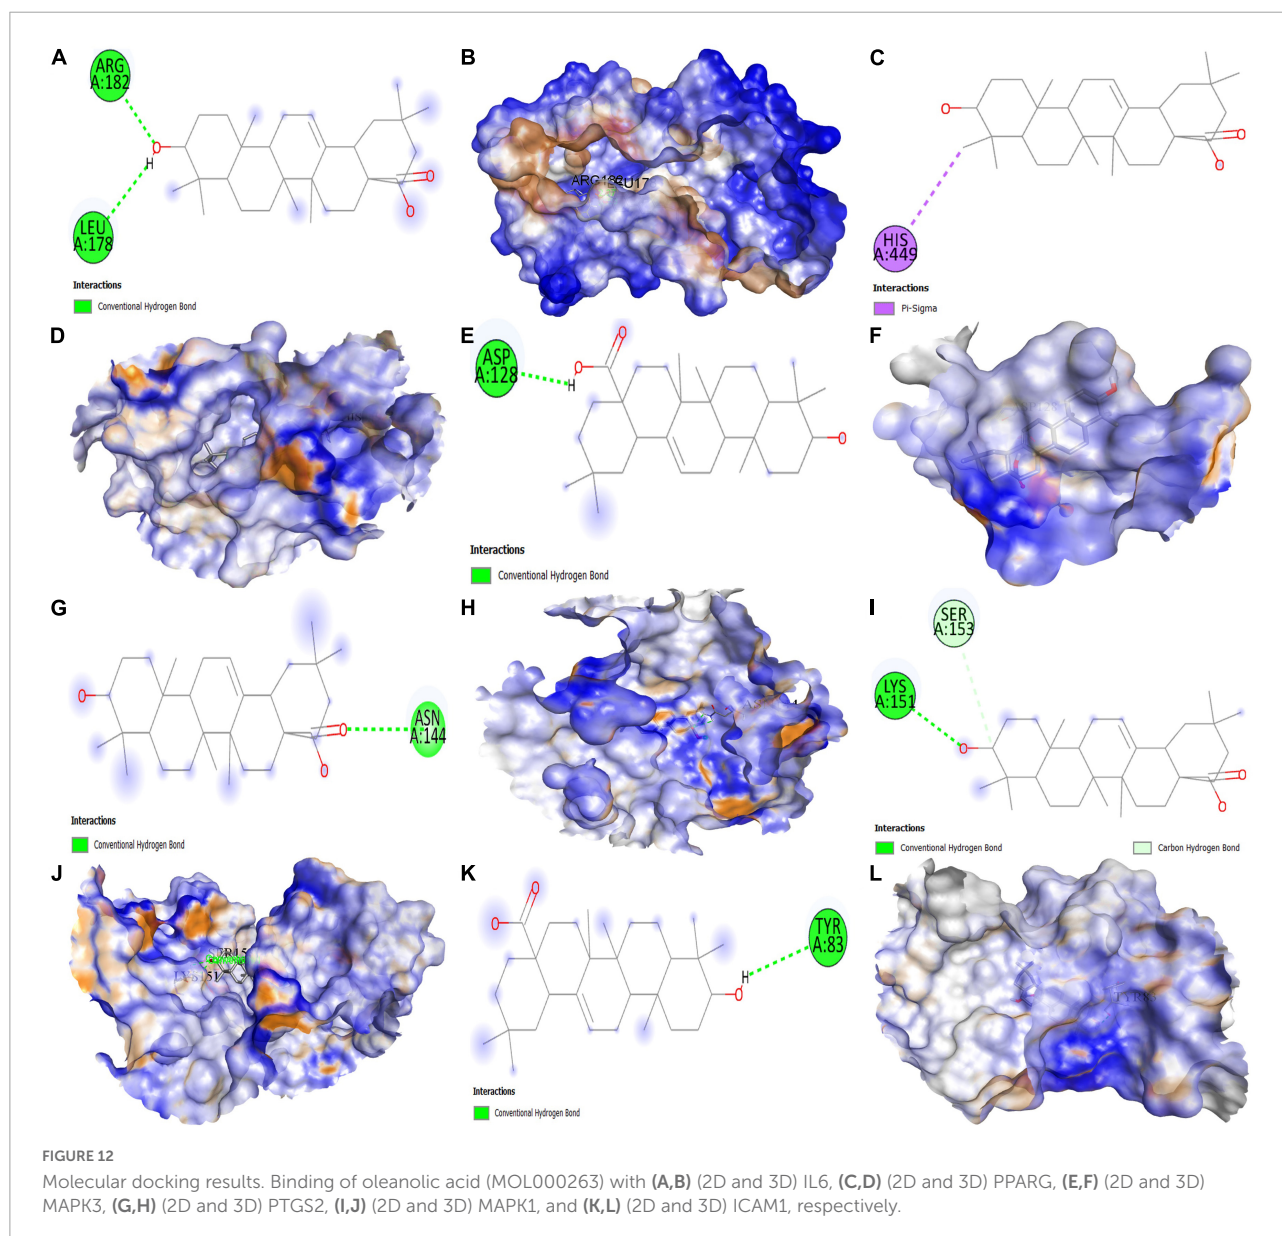 A
ARG
A:182
O
H
LEU
A:178
O
O
Interactions
Conventional Hydrogen Bond
B
C
O
O
O
HIS
A:449
Interactions
Pi-Sigma
D
E
ASP
A:128
O
O
H
O
Interactions
Conventional Hydrogen Bond
F
G
O
O
O
ASN
A:144
Interactions
Conventional Hydrogen Bond
H
I
SER
A:153
LYS
A:151
O
O
O
Interactions
Conventional Hydrogen Bond
Carbon Hydrogen Bond
J
LYS151
K
O
O
TYR
A:83
H
O
Interactions
Conventional Hydrogen Bond
L
FIGURE 12
Molecular docking results. Binding of oleanolic acid (MOL000263) with (A,B) (2D and 3D) IL6, (C,D) (2D and 3D) PPARG, (E,F) (2D and 3D)
MAPK3, (G,H) (2D and 3D) PTGS2, (I,J) (2D and 3D) MAPK1, and (K,L) (2D and 3D) ICAM1, respectively.